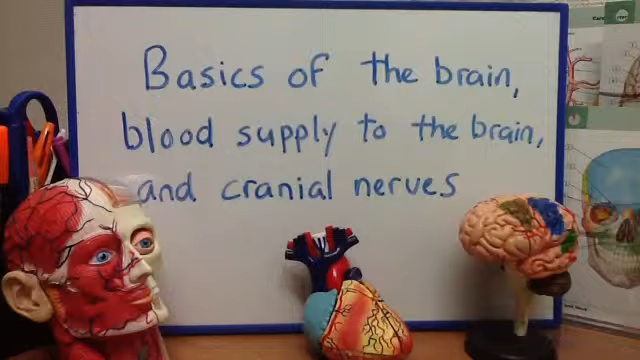 Basics of the brain,
blood supply to the brain,
and cranial nerves